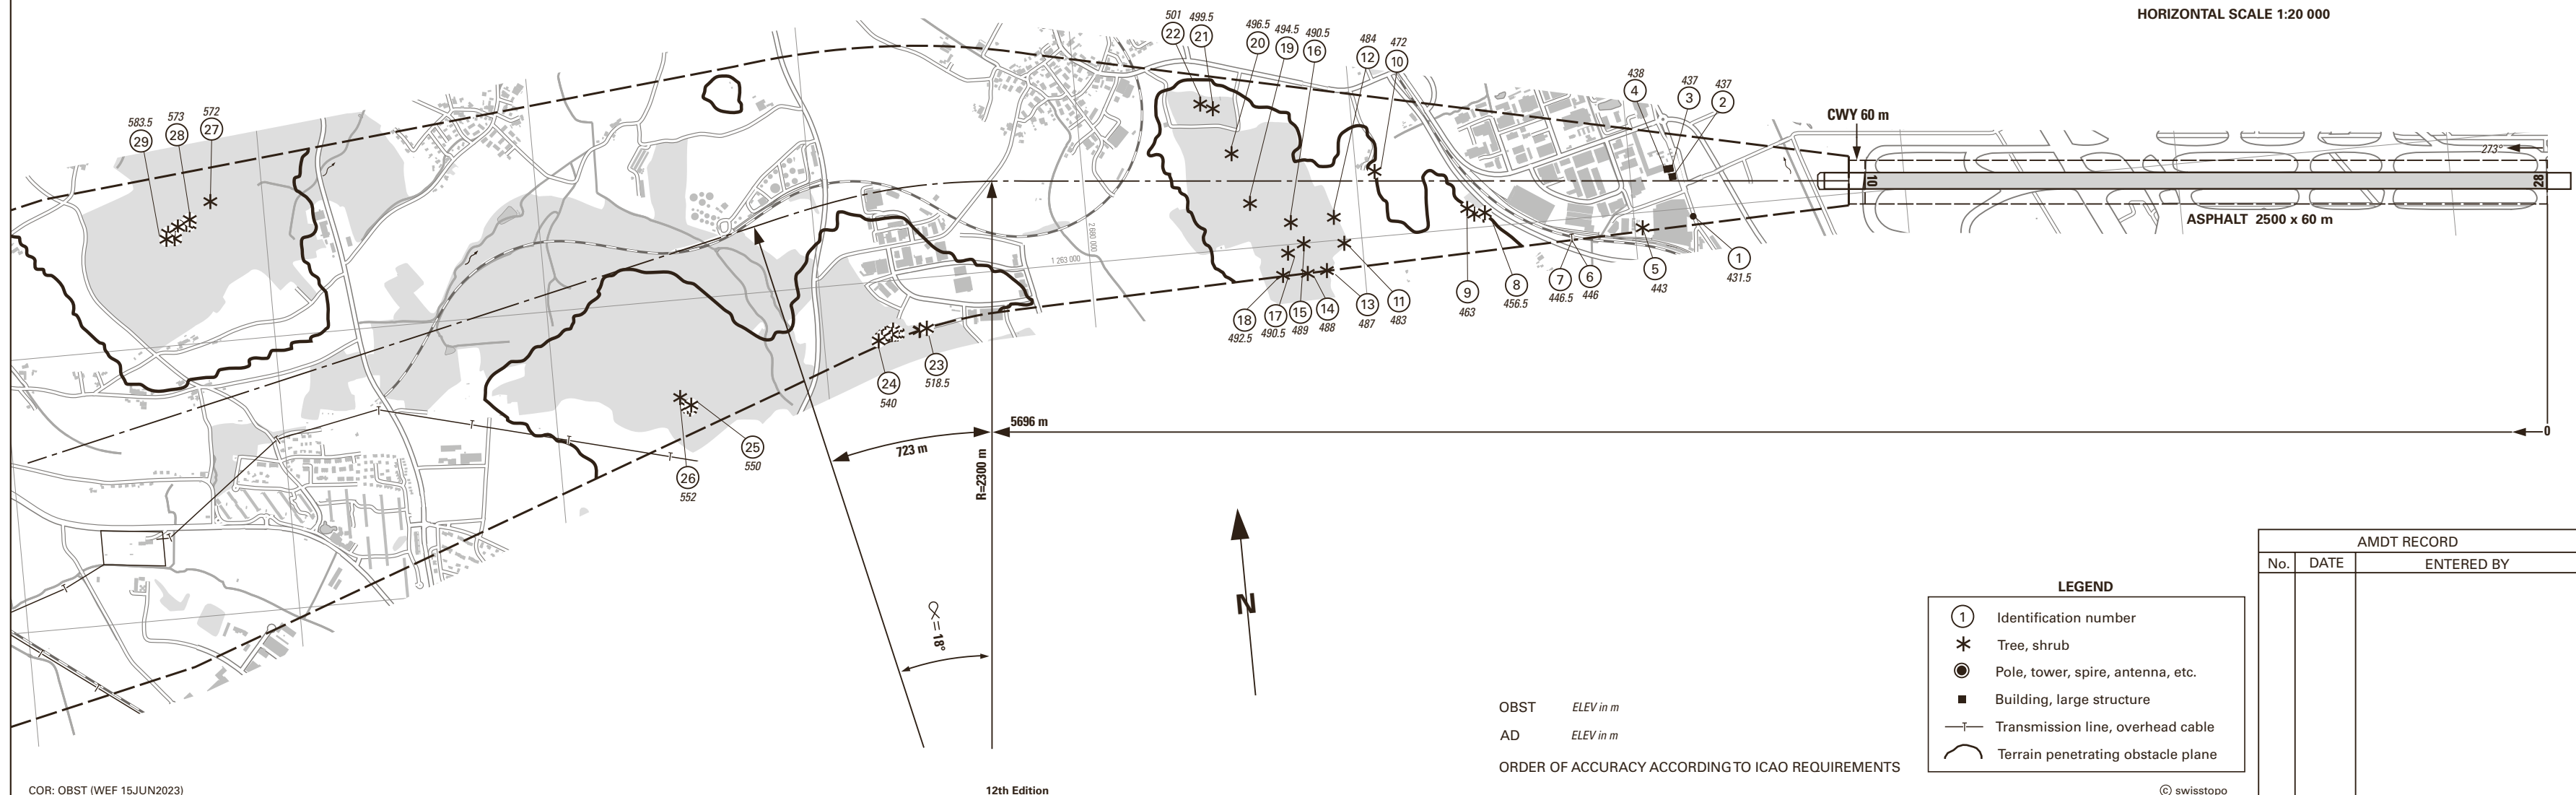 HORIZONTAL SCALE 1:20 000
501 499.5 496.5 494.5 490.5 484 472
22 21 20 19 16 12 10
438 437 437
4 3 2
CWY 60 m
583.5 573 572
29 28 27
273°
10
28
ASPHALT 2500 x 60 m
2 680 000
1 263 000
1
431.5
5
443
6
446
7
446.5
8
456.5
9
463
11
483
13
487
14
488
15
489
17
490.5
18
492.5
23
518.5
24
540
25
550
26
552
5696 m
0
723 m
R=2300 m
α = 18°
N
AMDT RECORD
No. DATE ENTERED BY
LEGEND
1 Identification number
Tree, shrub
Pole, tower, spire, antenna, etc.
Building, large structure
Transmission line, overhead cable
Terrain penetrating obstacle plane
OBST ELEV in m
AD ELEV in m
ORDER OF ACCURACY ACCORDING TO ICAO REQUIREMENTS
COR: OBST (WEF 15JUN2023)
12th Edition
© swisstopo